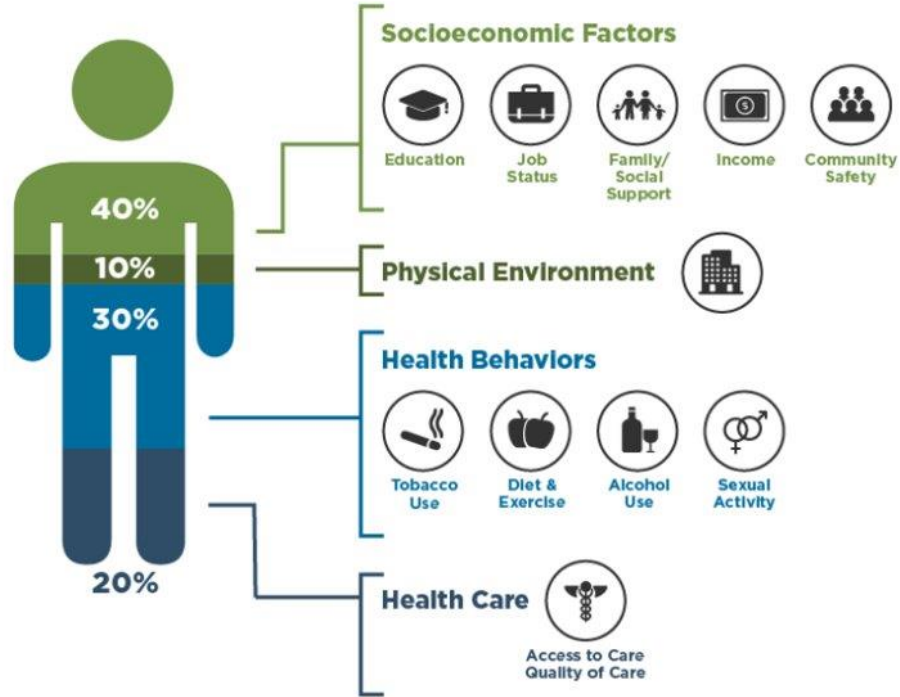 Socioeconomic Factors
Education
Job
Status
Family/
Social
Support
Income
Community
Safety
40%
10%
Physical Environment
30%
Health Behaviors
Tobacco
Use
Diet &
Exercise
Alcohol
Use
Sexual
Activity
20%
Health Care
Access to Care
Quality of Care
$